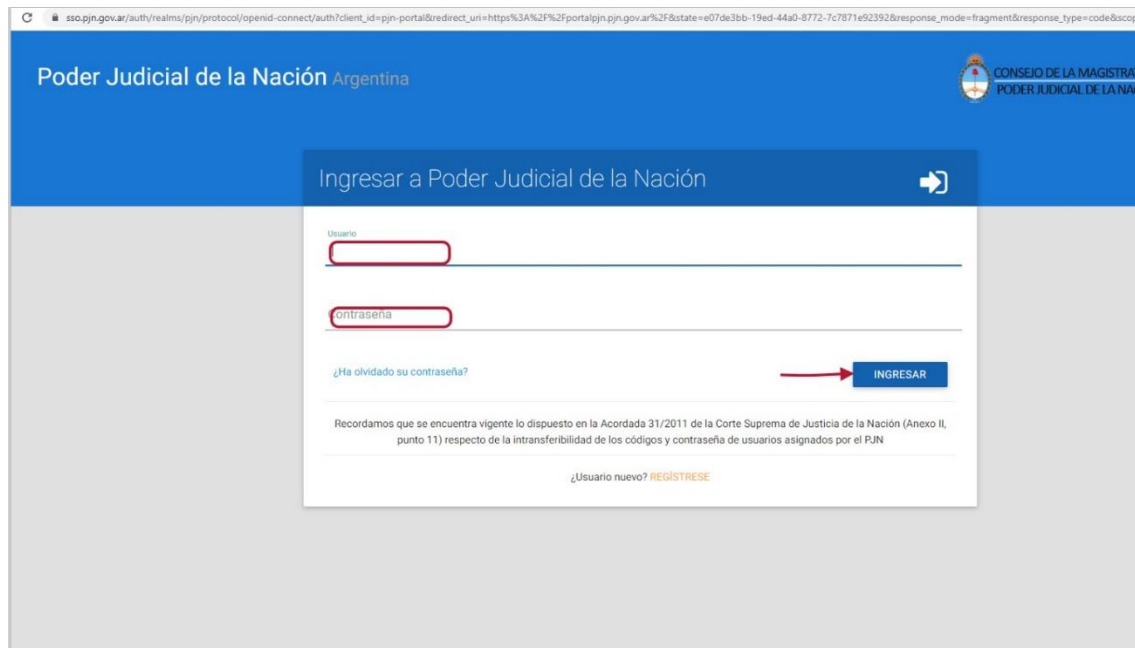 sso.pjn.gov.ar/auth/realms/pjn/protocol/openid-connect/auth?client_id=pjn-portal&redirect_uri=https%3A%2F%2Fportalpjn.pjn.gov.ar%2F&state=e07de3bb-19ed-44a0-8772-7c7871e92392&response_mode=fragment&response_type=code&scop
Poder Judicial de la Nación Argentina
CONSEJO DE LA MAGISTRA
PODER JUDICIAL DE LA NA
Ingresar a Poder Judicial de la Nación
Usuario
Contraseña
¿Ha olvidado su contraseña?
INGRESAR
Recordamos que se encuentra vigente lo dispuesto en la Acordada 31/2011 de la Corte Suprema de Justicia de la Nación (Anexo II,
punto 11) respecto de la intransferibilidad de los códigos y contraseña de usuarios asignados por el PJN
¿Usuario nuevo? REGÍSTRESE